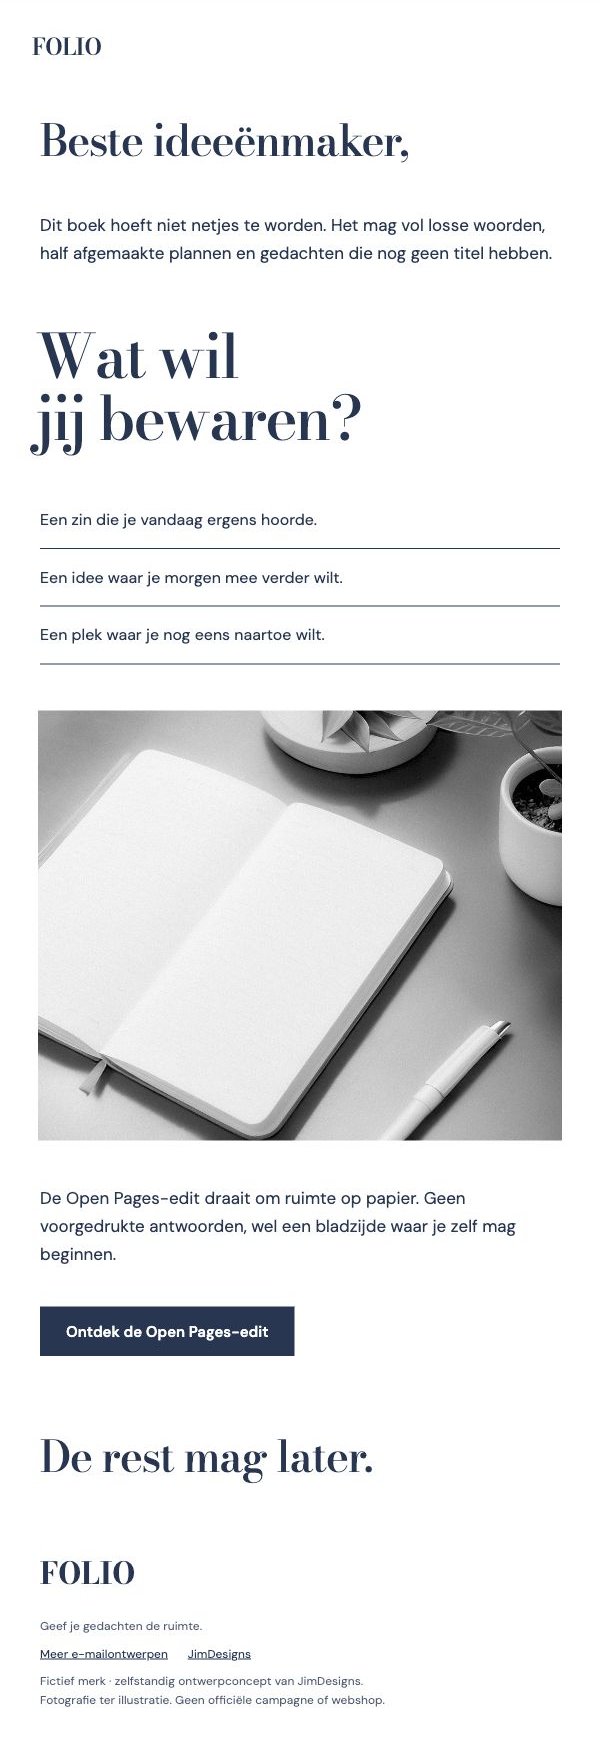 FOLIO
Beste ideeënmaker,
Dit boek hoeft niet netjes te worden. Het mag vol losse woorden,
half afgemaakte plannen en gedachten die nog geen titel hebben.
Wat wil
jij bewaren?
Een zin die je vandaag ergens hoorde.
Een idee waar je morgen mee verder wilt.
Een plek waar je nog eens naartoe wilt.
De Open Pages-edit draait om ruimte op papier. Geen
voorgedrukte antwoorden, wel een bladzijde waar je zelf mag
beginnen.
Ontdek de Open Pages-edit
De rest mag later.
FOLIO
Geef je gedachten de ruimte.
Meer e-mailontwerpen JimDesigns
Fictief merk · zelfstandig ontwerpconcept van JimDesigns.
Fotografie ter illustratie. Geen officiële campagne of webshop.